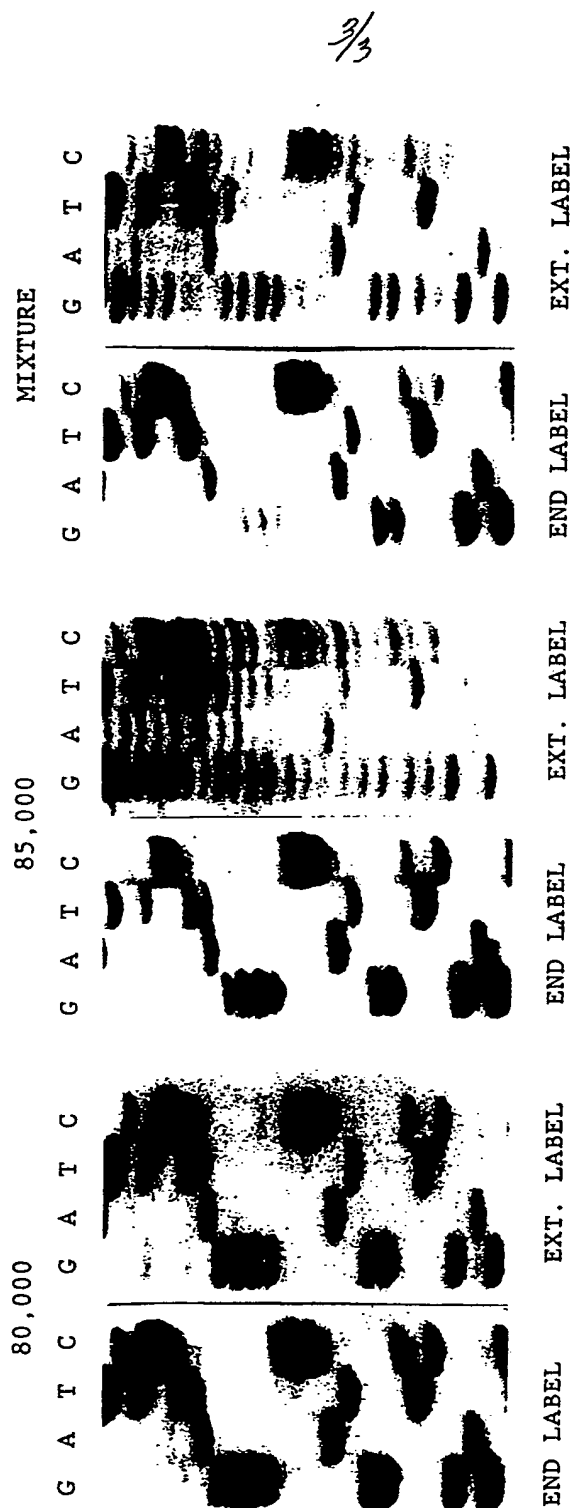 3/3
80,000
85,000
MIXTURE
G A T C
G A T C
G A T C
G A T C
G A T C
G A T C
END LABEL
EXT. LABEL
END LABEL
EXT. LABEL
END LABEL
EXT. LABEL